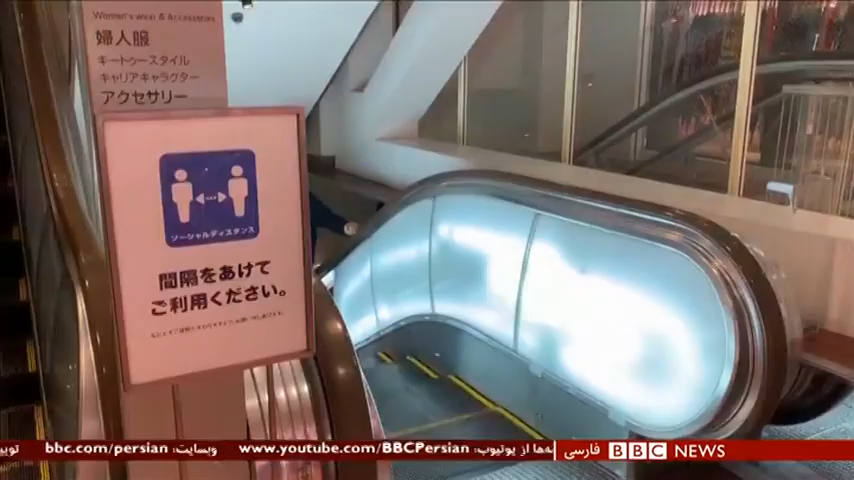 Women's wear & Accessories
婦人服
キートゥースタイル
キャリアキャラクター
アクセサリー
ソーシャルディスタンス
間隔をあけて
ご利用ください。
bbc.com/persian :وبسایت www.youtube.com/BBCPersian :ه‌ها از یوتیوب فارسی BBC NEWS